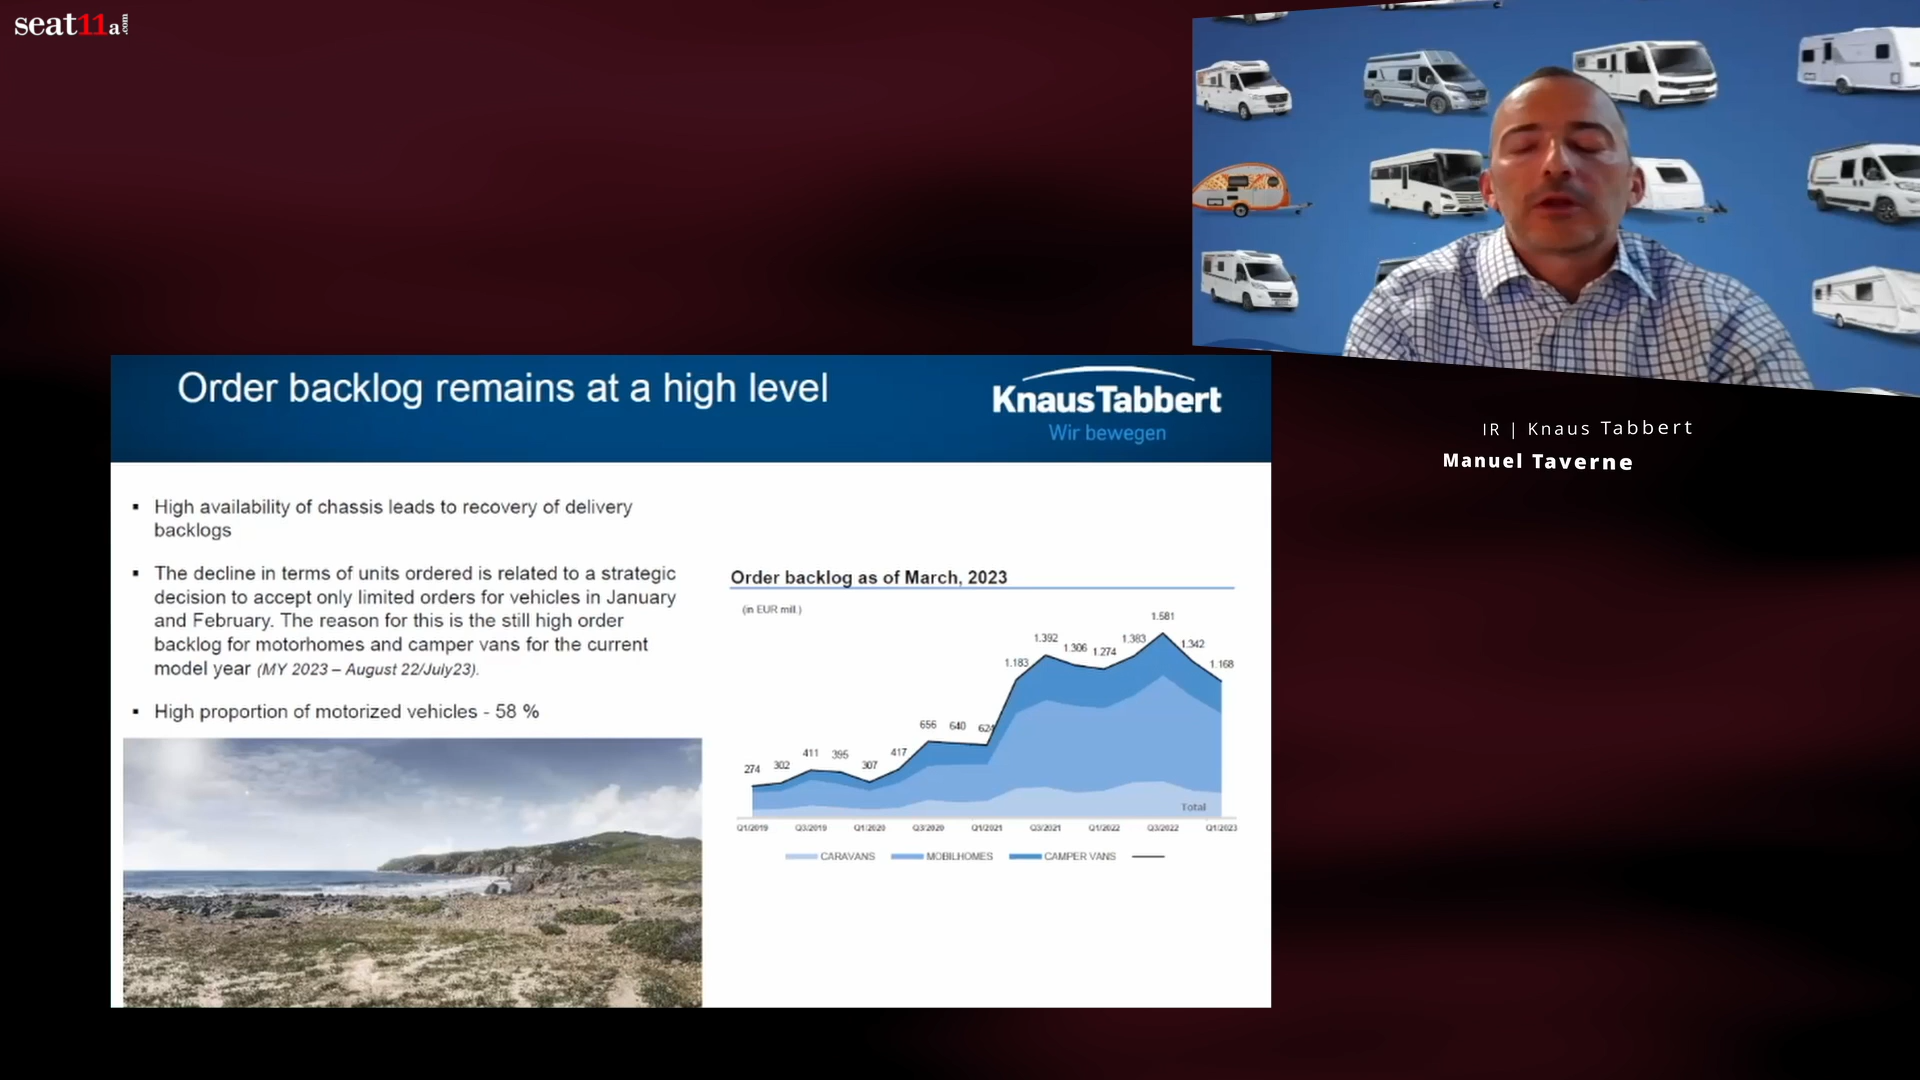 seat11a.com
Order backlog remains at a high level
KnausTabbert
Wir bewegen
IR | Knaus Tabbert
Manuel Taverne
▪ High availability of chassis leads to recovery of delivery
backlogs
▪ The decline in terms of units ordered is related to a strategic
decision to accept only limited orders for vehicles in January
and February. The reason for this is the still high order
backlog for motorhomes and camper vans for the current
model year (MY 2023 – August 22/July23).
▪ High proportion of motorized vehicles - 58 %
Order backlog as of March, 2023
(in EUR mill.)
274 302 411 395 307 417 656 640 624 1.183 1.392 1.306 1.274 1.383 1.581 1.342 1.168
Total
Q1/2019 Q3/2019 Q1/2020 Q3/2020 Q1/2021 Q3/2021 Q1/2022 Q3/2022 Q1/2023
CARAVANS MOBILHOMES CAMPER VANS